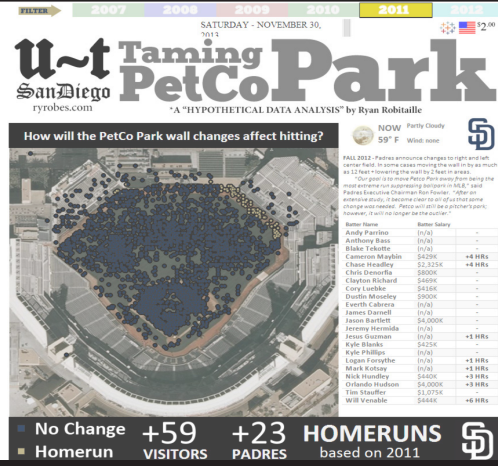 FILTER 2007 2008 2009 2010 2011 2012
SATURDAY - NOVEMBER 30,
2013
$2.00
u~t
SanDiego
ryrobes.com
Taming
PetCo
Park
*A "HYPOTHETICAL DATA ANALYSIS" by Ryan Robitaille
How will the PetCo Park wall changes affect hitting?
NOW Partly Cloudy
59° F Wind: none
SD
FALL 2012 - Padres announce changes to right and left
center field. In some cases moving the wall in by as much
as 12 feet + lowering the wall by 2 feet in areas.
"Our goal is to move Petco Park away from being the
most extreme run suppressing ballpark in MLB," said
Padres Executive Chairman Ron Fowler. "After an
extensive study, it became clear to all of us that some
change was needed. Petco will still be a pitcher's park;
however, it will no longer be the outlier."
Batter Name Batter Salary
Andy Parrino (n/a) -
Anthony Bass (n/a) -
Blake Tekotte (n/a) -
Cameron Maybin $429K +4 HRs
Chase Headley $2,325K +4 HRs
Chris Denorfia $800K -
Clayton Richard $469K -
Cory Luebke $416K -
Dustin Moseley $900K -
Everth Cabrera (n/a) -
James Darnell (n/a) -
Jason Bartlett $4,000K -
Jeremy Hermida (n/a) -
Jesus Guzman (n/a) +1 HRs
Kyle Blanks $425K -
Kyle Phillips (n/a) -
Logan Forsythe (n/a) +1 HRs
Mark Kotsay (n/a) +1 HRs
Nick Hundley $440K +3 HRs
Orlando Hudson $4,000K +3 HRs
Tim Stauffer $1,075K -
Will Venable $444K +6 HRs
No Change
Homerun
+59
VISITORS
+23
PADRES
HOMERUNS
based on 2011
SD